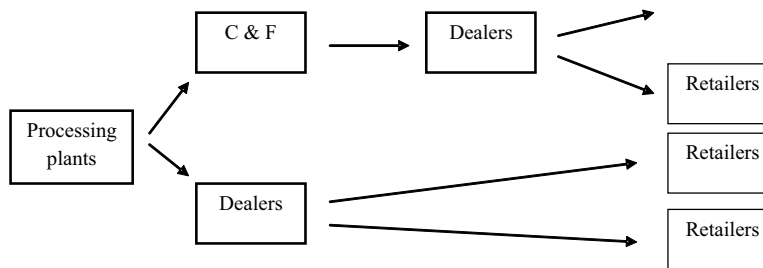 C & F
Dealers
Retailers
Processing
plants
Retailers
Dealers
Retailers